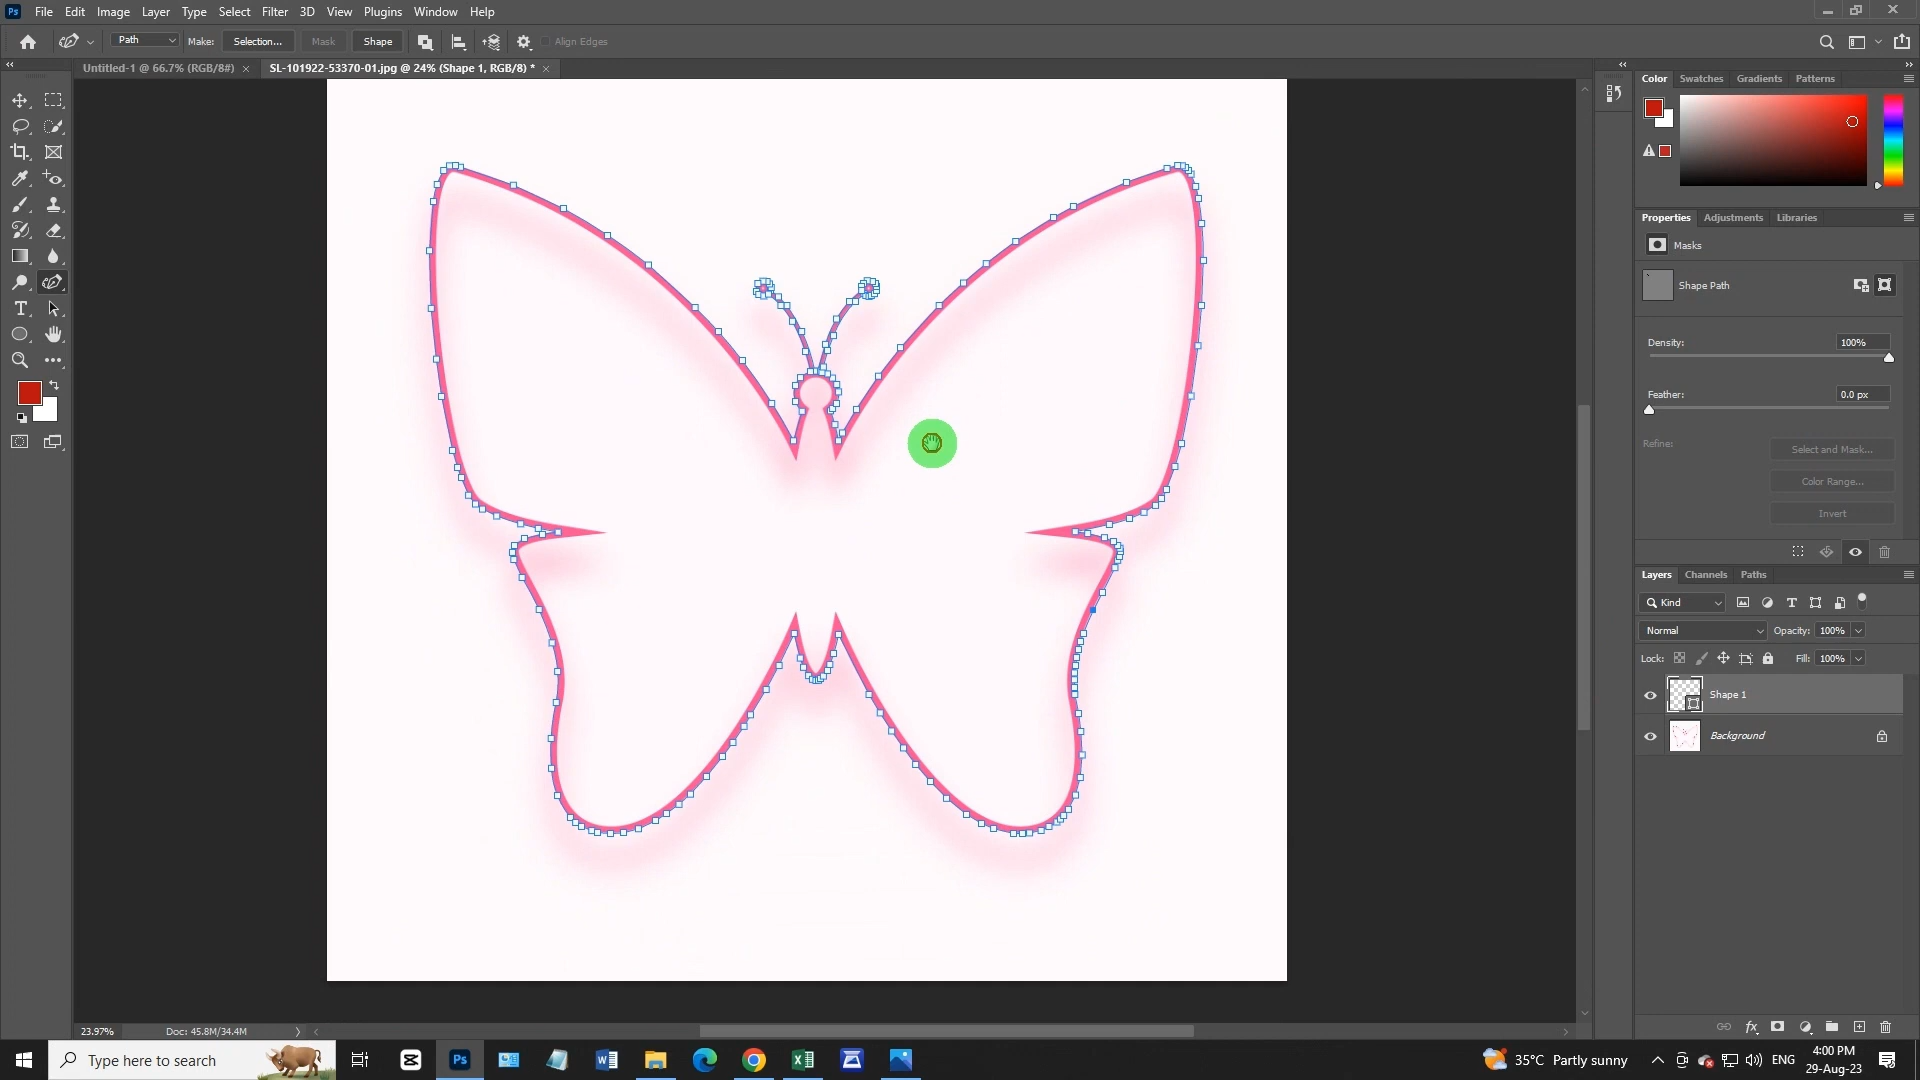 Ps File Edit Image Layer Type Select Filter 3D View Plugins Window Help
Path Make: Selection... Mask Shape Align Edges
Untitled-1 @ 66.7% (RGB/8#) × SL-101922-53370-01.jpg @ 24% (Shape 1, RGB/8) * ×
Color Swatches Gradients Patterns
Properties Adjustments Libraries
Masks
Shape Path
Density: 100%
Feather: 0.0 px
Refine: Select and Mask...
Color Range...
Invert
Layers Channels Paths
Kind
Normal Opacity: 100%
Lock: Fill: 100%
Shape 1
Background
23.97% Doc: 45.8M/34.4M
Type here to search
Ps
35°C Partly sunny
ENG
4:00 PM
29-Aug-23